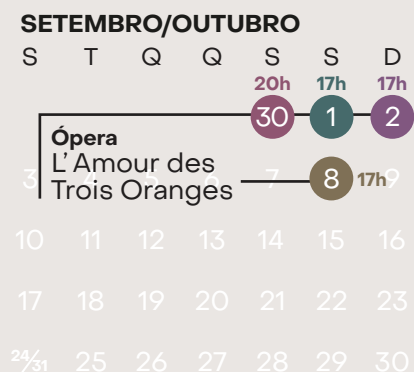 SETEMBRO/OUTUBRO
S T Q Q S S D
20h 17h 17h
30 1 2
Ópera
L'Amour des
Trois Oranges
3 4 5 6 7 8 17h 9
10 11 12 13 14 15 16
17 18 19 20 21 22 23
24/31 25 26 27 28 29 30